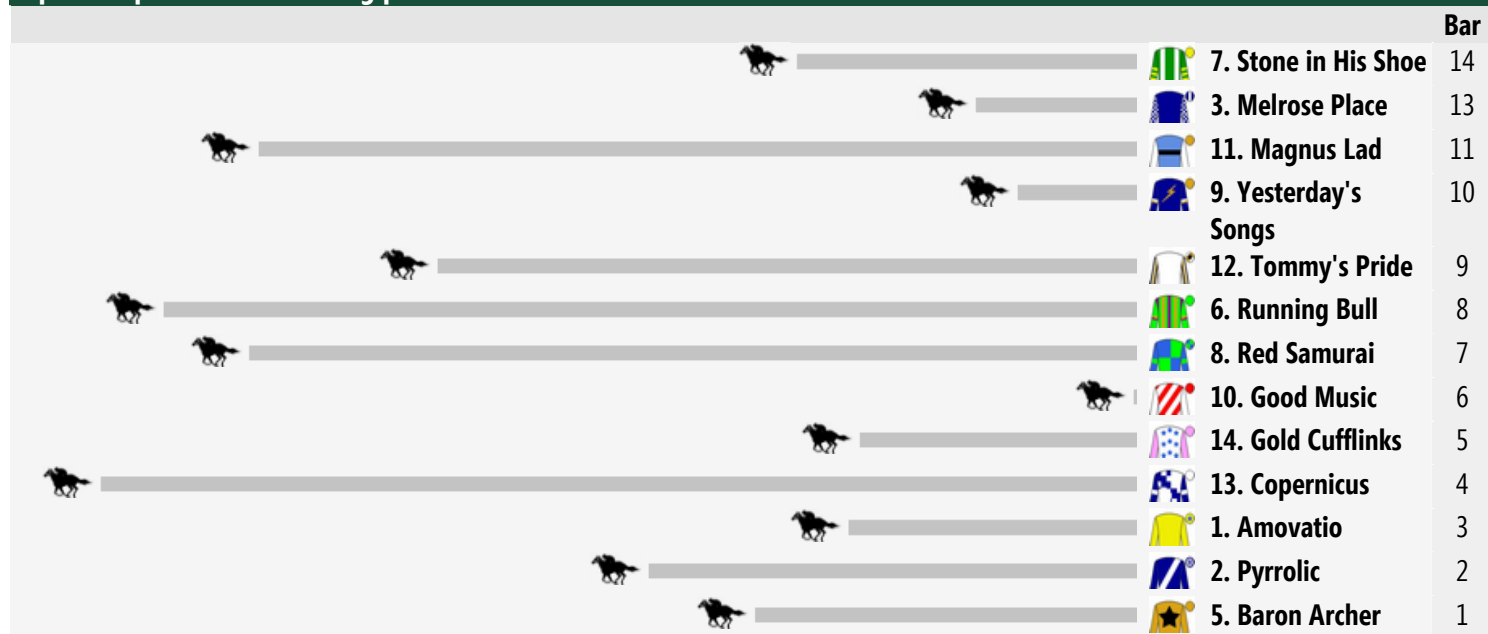 Bar
7. Stone in His Shoe 14
3. Melrose Place 13
11. Magnus Lad 11
9. Yesterday's 10
Songs
12. Tommy's Pride 9
6. Running Bull 8
8. Red Samurai 7
10. Good Music 6
14. Gold Cufflinks 5
13. Copernicus 4
1. Amovatio 3
2. Pyrrolic 2
5. Baron Archer 1